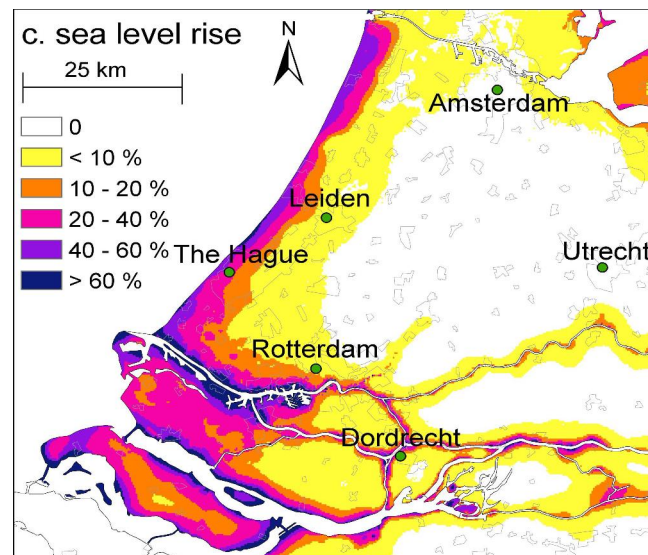 c. sea level rise
N
25 km
0
< 10 %
10 - 20 %
20 - 40 %
40 - 60 %
> 60 %
Amsterdam
Leiden
The Hague
Utrecht
Rotterdam
Dordrecht